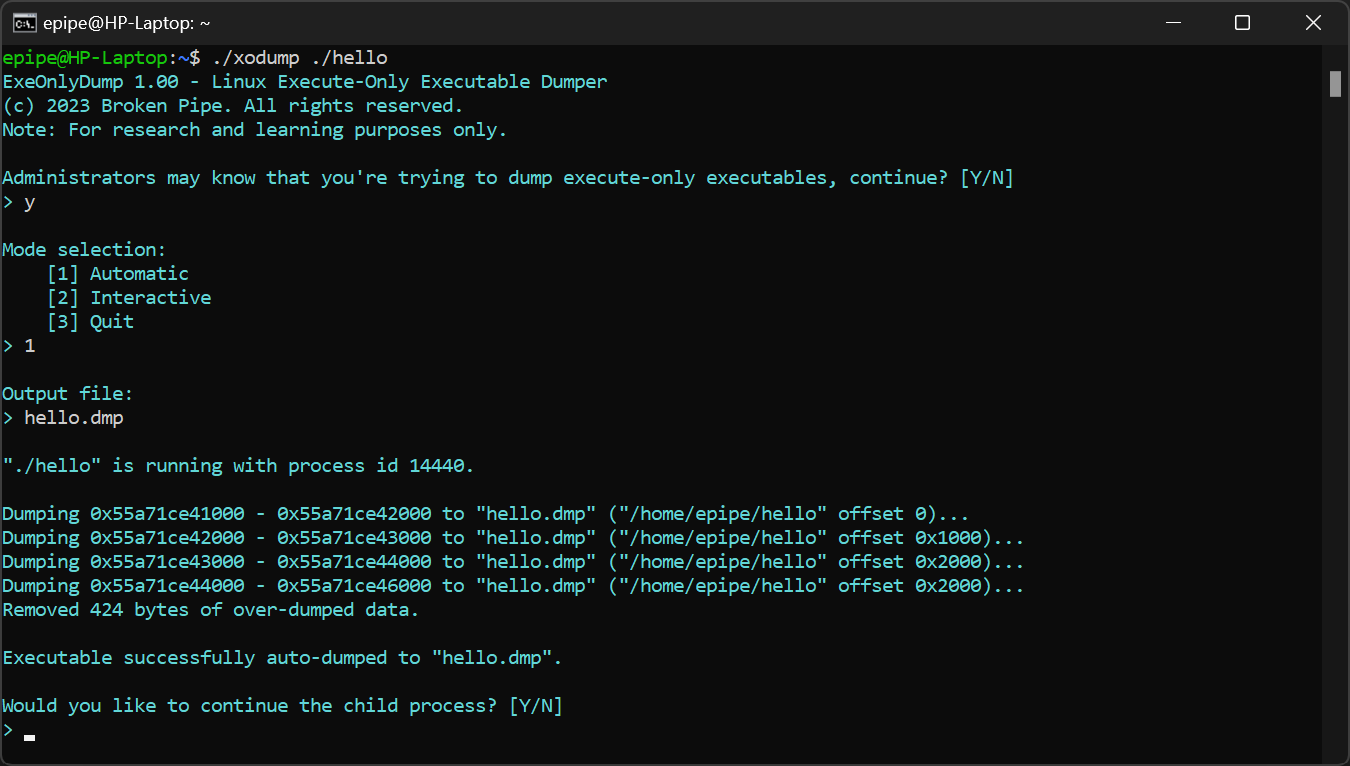 epipe@HP-Laptop: ~
epipe@HP-Laptop:~$ ./xodump ./hello
ExeOnlyDump 1.00 - Linux Execute-Only Executable Dumper
(c) 2023 Broken Pipe. All rights reserved.
Note: For research and learning purposes only.
Administrators may know that you're trying to dump execute-only executables, continue? [Y/N]
> y
Mode selection:
[1] Automatic
[2] Interactive
[3] Quit
> 1
Output file:
> hello.dmp
"./hello" is running with process id 14440.
Dumping 0x55a71ce41000 - 0x55a71ce42000 to "hello.dmp" ("/home/epipe/hello" offset 0)...
Dumping 0x55a71ce42000 - 0x55a71ce43000 to "hello.dmp" ("/home/epipe/hello" offset 0x1000)...
Dumping 0x55a71ce43000 - 0x55a71ce44000 to "hello.dmp" ("/home/epipe/hello" offset 0x2000)...
Dumping 0x55a71ce44000 - 0x55a71ce46000 to "hello.dmp" ("/home/epipe/hello" offset 0x2000)...
Removed 424 bytes of over-dumped data.
Executable successfully auto-dumped to "hello.dmp".
Would you like to continue the child process? [Y/N]
>